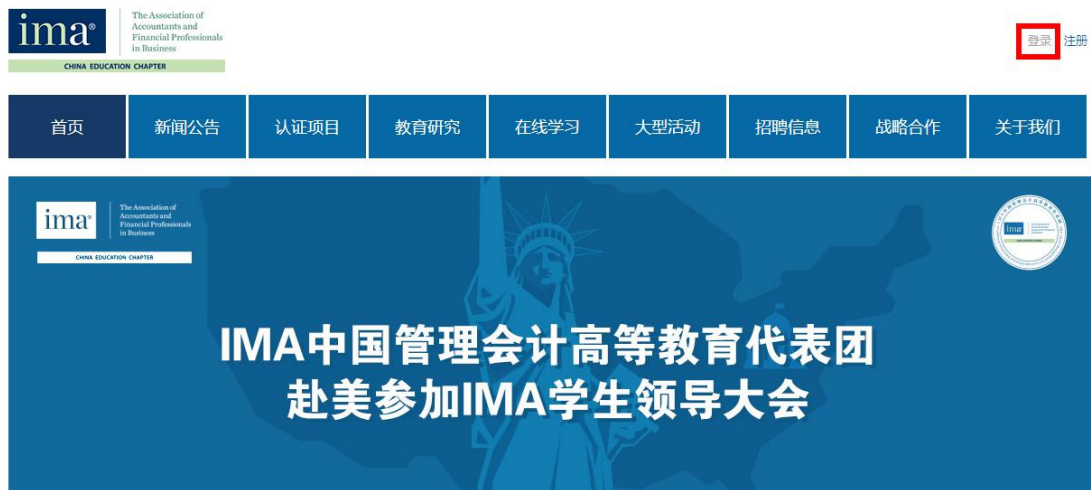 ima®
The Association of
Accountants and
Financial Professionals
in Business
CHINA EDUCATION CHAPTER
登录 注册
首页 新闻公告 认证项目 教育研究 在线学习 大型活动 招聘信息 战略合作 关于我们
ima®
The Association of
Accountants and
Financial Professionals
in Business
CHINA EDUCATION CHAPTER
ima
IMA中国管理会计高等教育代表团
赴美参加IMA学生领导大会